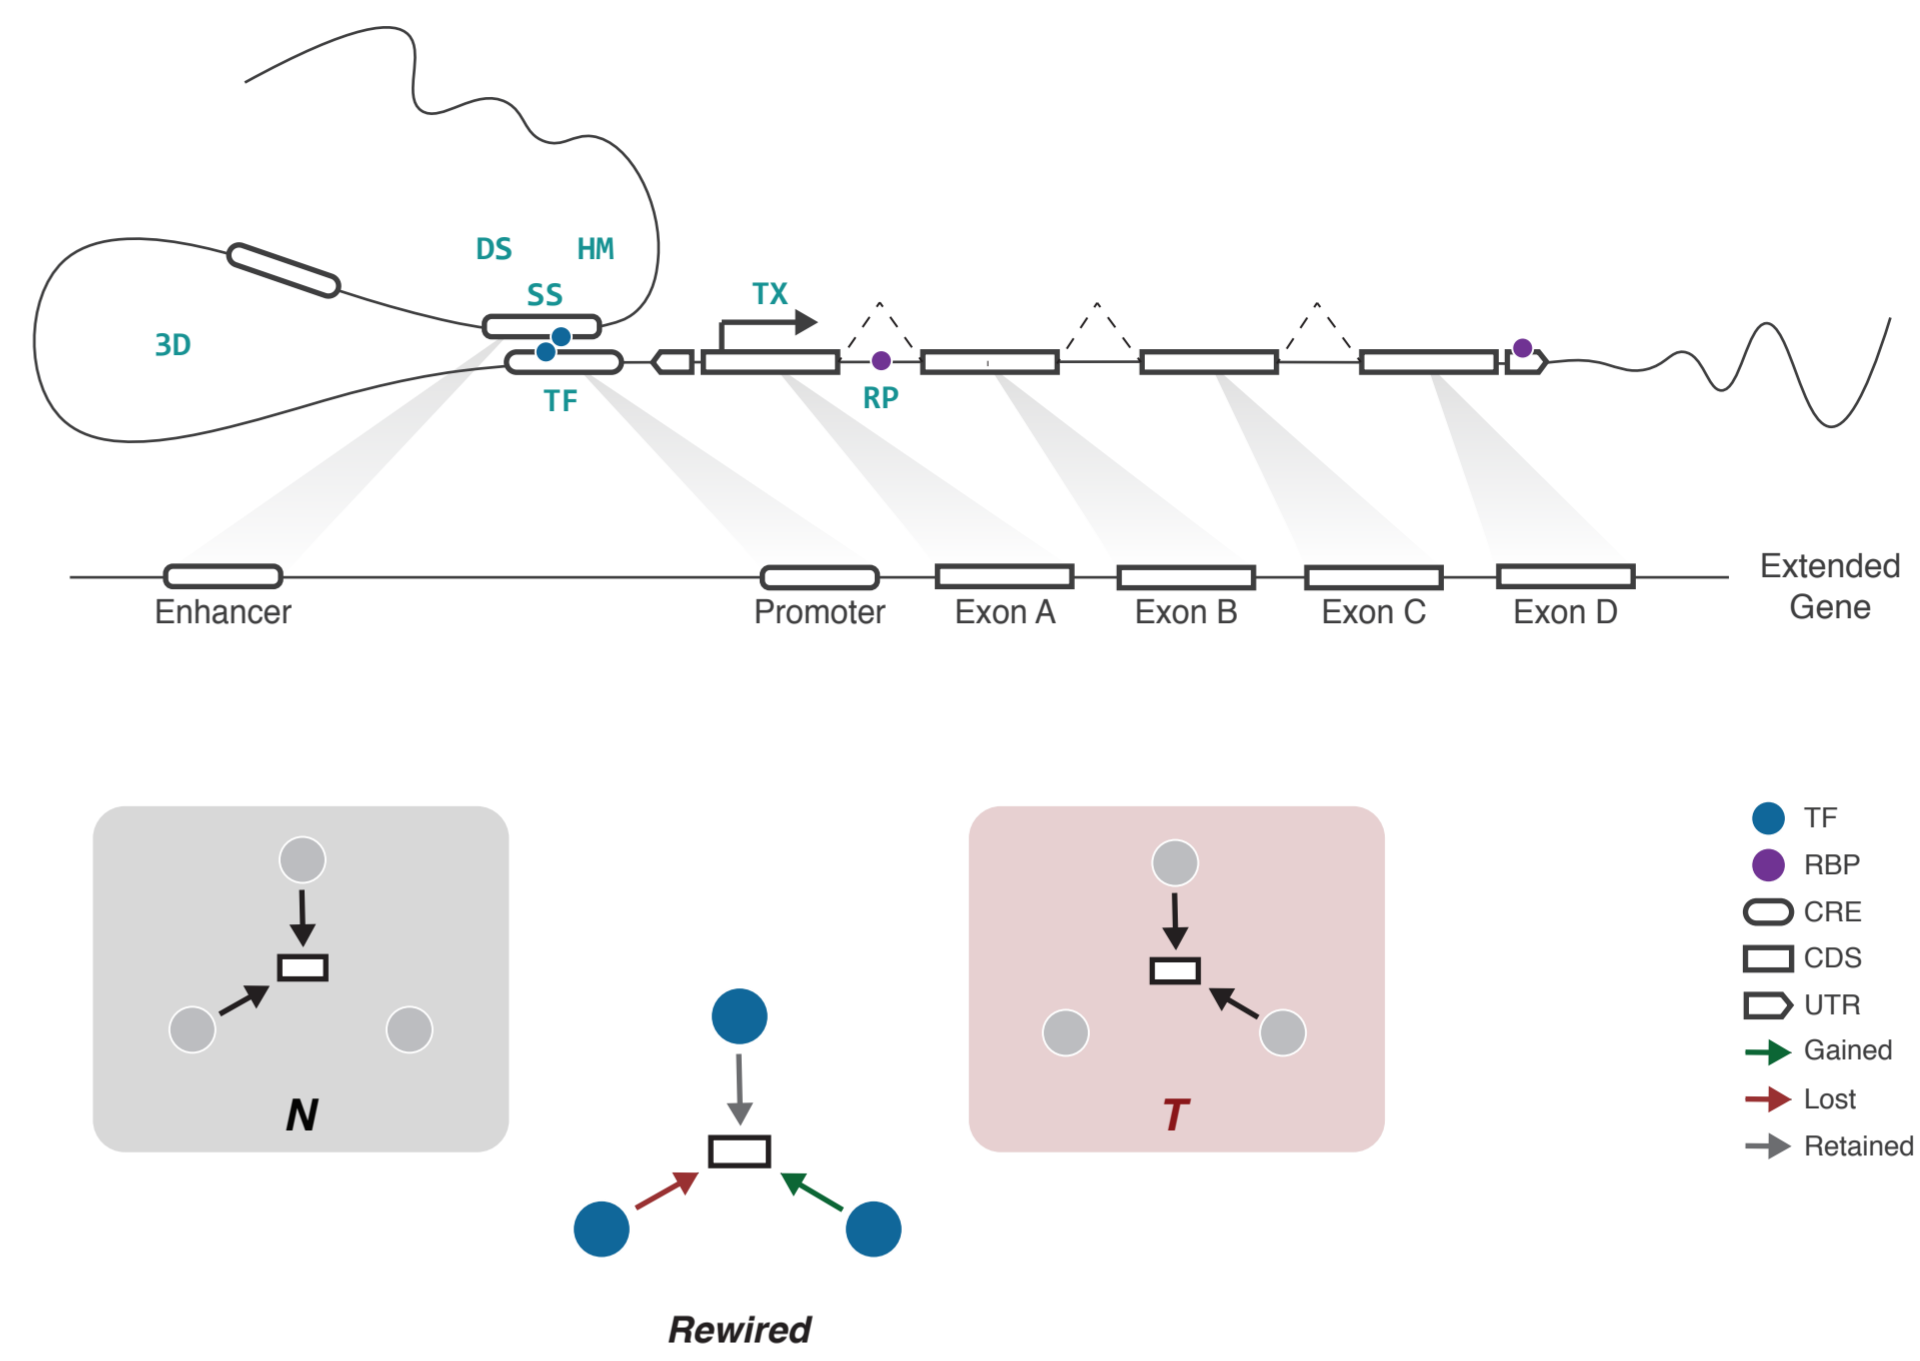 DS HM
SS
TX
3D
TF
RP
Enhancer
Promoter
Exon A
Exon B
Exon C
Exon D
Extended
Gene
N
T
Rewired
TF
RBP
CRE
CDS
UTR
Gained
Lost
Retained